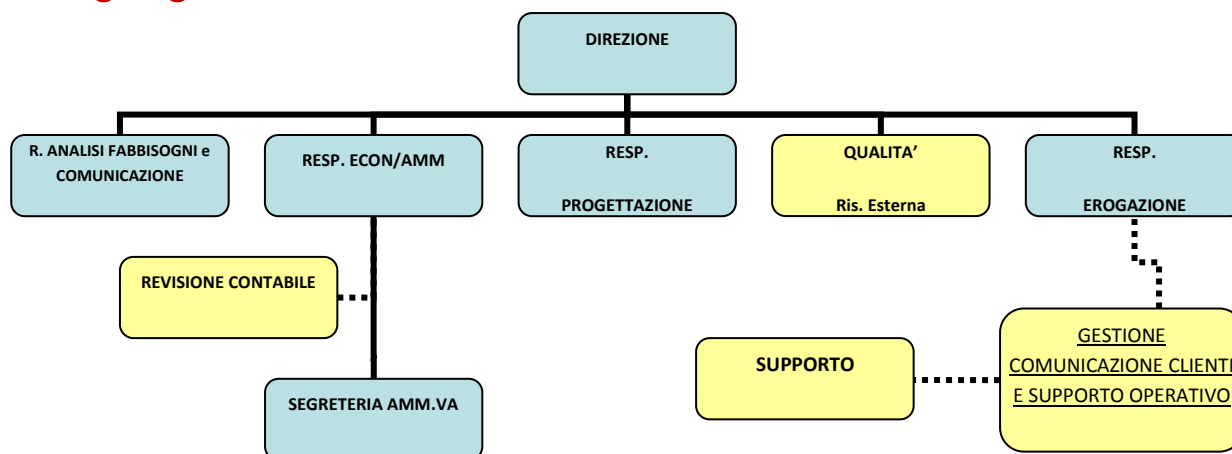 DIREZIONE
R. ANALISI FABBISOGNI e
COMUNICAZIONE
RESP. ECON/AMM
RESP.
PROGETTAZIONE
QUALITA’
Ris. Esterna
RESP.
EROGAZIONE
REVISIONE CONTABILE
SUPPORTO
GESTIONE
COMUNICAZIONE CLIENTI
E SUPPORTO OPERATIVO
SEGRETERIA AMM.VA